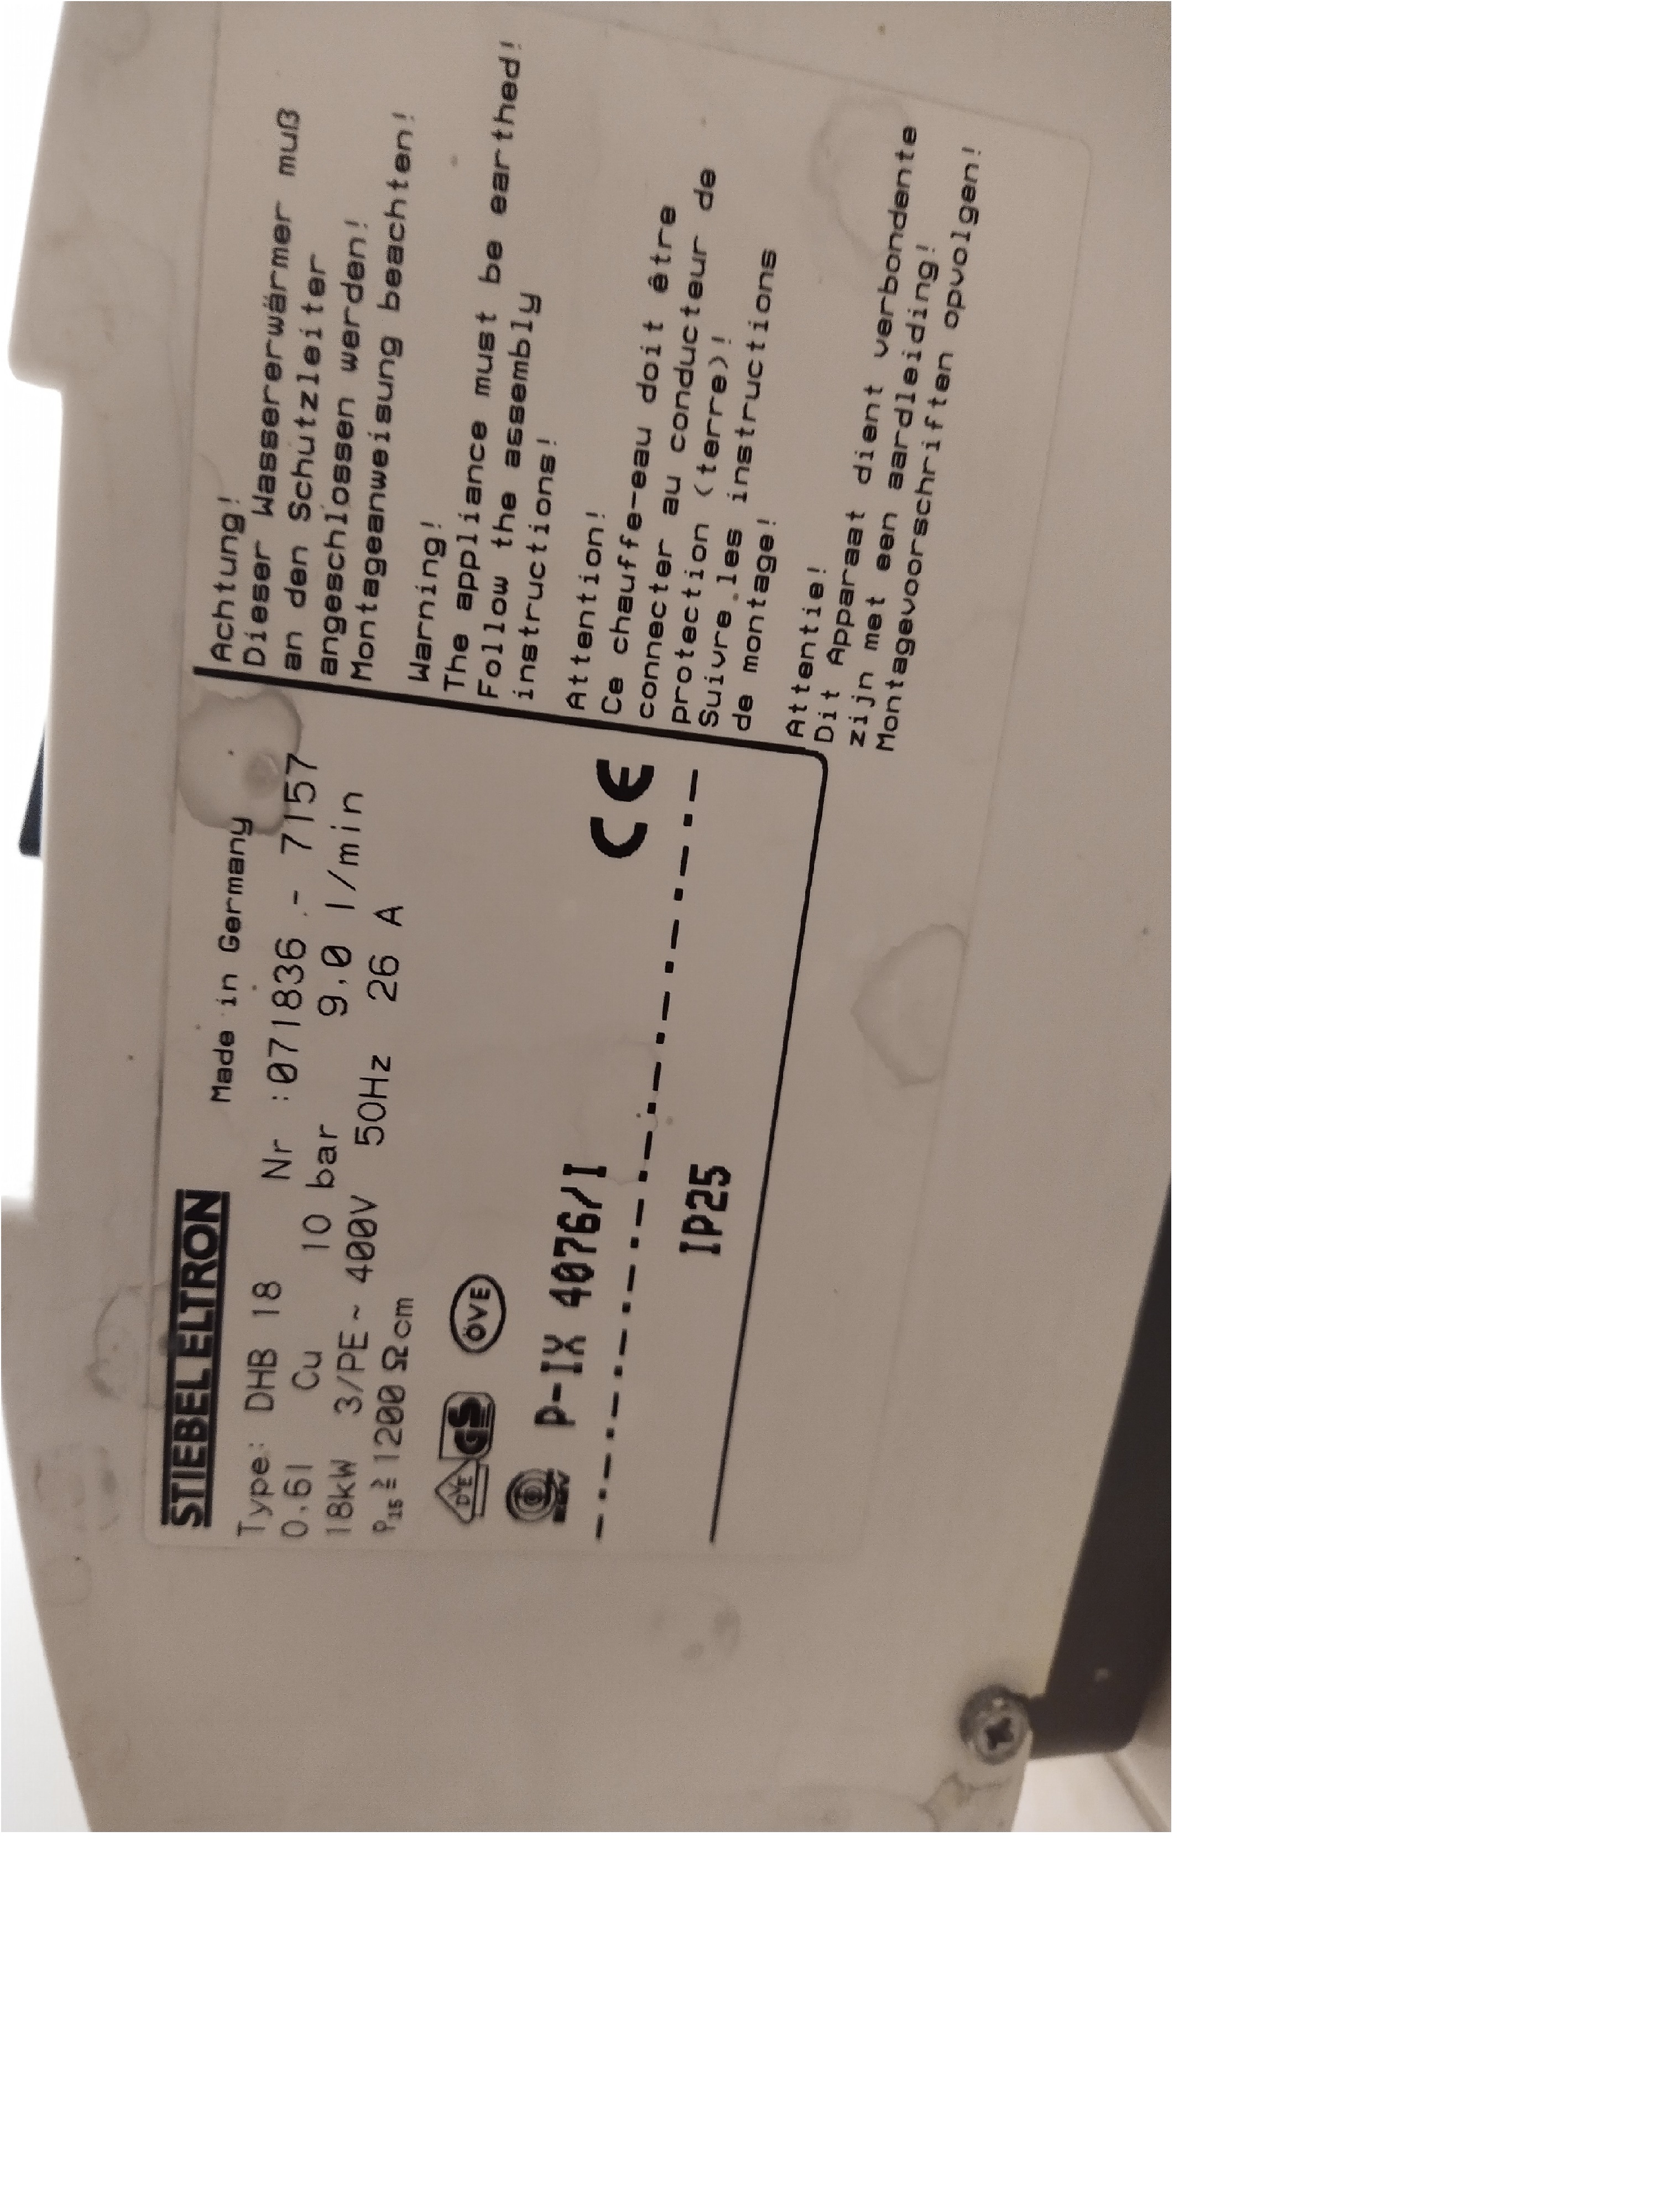 STIEBEL ELTRON
Made in Germany
Type: DHB 18 Nr :071836 - 7157
0.6l Cu 10 bar 9,0 l/min
18kW 3/PE ~ 400V 50Hz 26 A
P₁₅ ≥ 1200 Ω cm
DVE GS ÖVE
P-IX 4076/I
CE
IP25
Achtung!
Dieser Wassererwärmer muß
an den Schutzleiter
angeschlossen werden!
Montageanweisung beachten!
Warning!
The appliance must be earthed!
Follow the assembly
instructions!
Attention!
Ce chauffe-eau doit être
connecter au conducteur de
protection (terre)!
Suivre les instructions
de montage!
Attentie!
Dit Apparaat dient verbondente
zijn met een aardleiding!
Montagevoorschriften opvolgen!